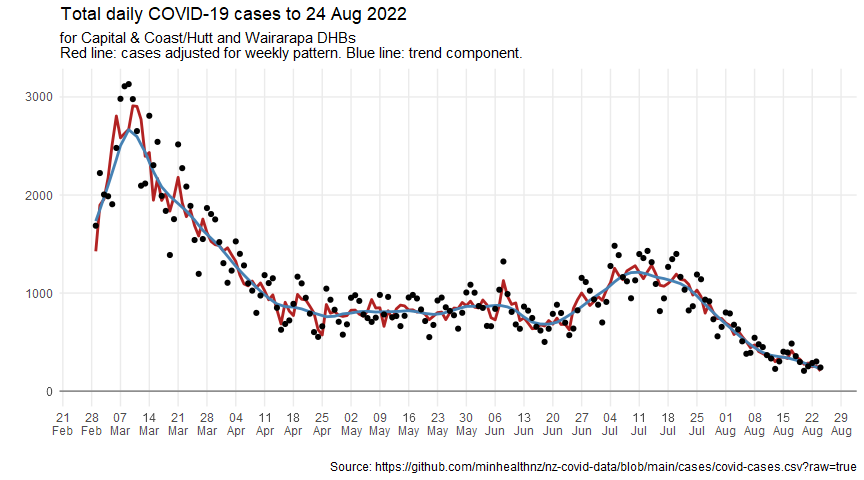 Total daily COVID-19 cases to 24 Aug 2022
for Capital & Coast/Hutt and Wairarapa DHBs
Red line: cases adjusted for weekly pattern. Blue line: trend component.
3000
2000
1000
0
21 28 07 14 21 28 04 11 18 25 02 09 16 23 30 06 13 20 27 04 11 18 25 01 08 15 22 29
Feb Feb Mar Mar Mar Mar Apr Apr Apr Apr May May May May May Jun Jun Jun Jun Jul Jul Jul Jul Aug Aug Aug Aug Aug
Source: https://github.com/minhealthnz/nz-covid-data/blob/main/cases/covid-cases.csv?raw=true